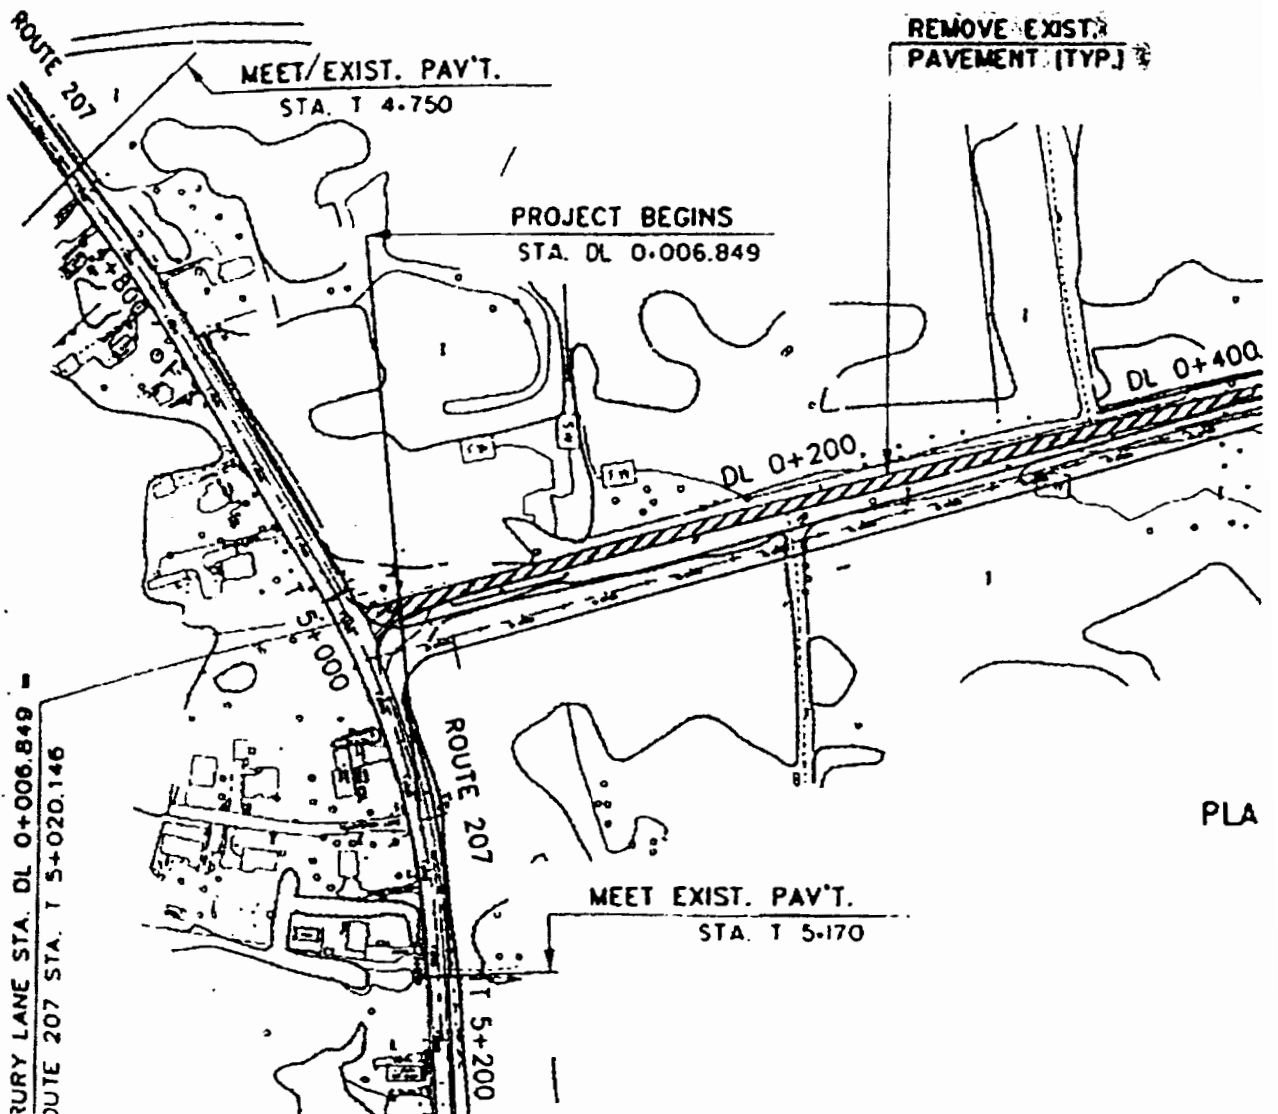 ROUTE 207
MEET/EXIST. PAV'T.
STA. T 4+750
REMOVE EXIST.
PAVEMENT (TYP.)
PROJECT BEGINS
STA. DL 0+006.849
DL 0+400
DL 0+200
T 5+000
RURY LANE STA. DL 0+006.849 =
OUTE 207 STA. T 5+020.146
ROUTE 207
PLA
MEET EXIST. PAV'T.
STA. T 5+170
T 5+200